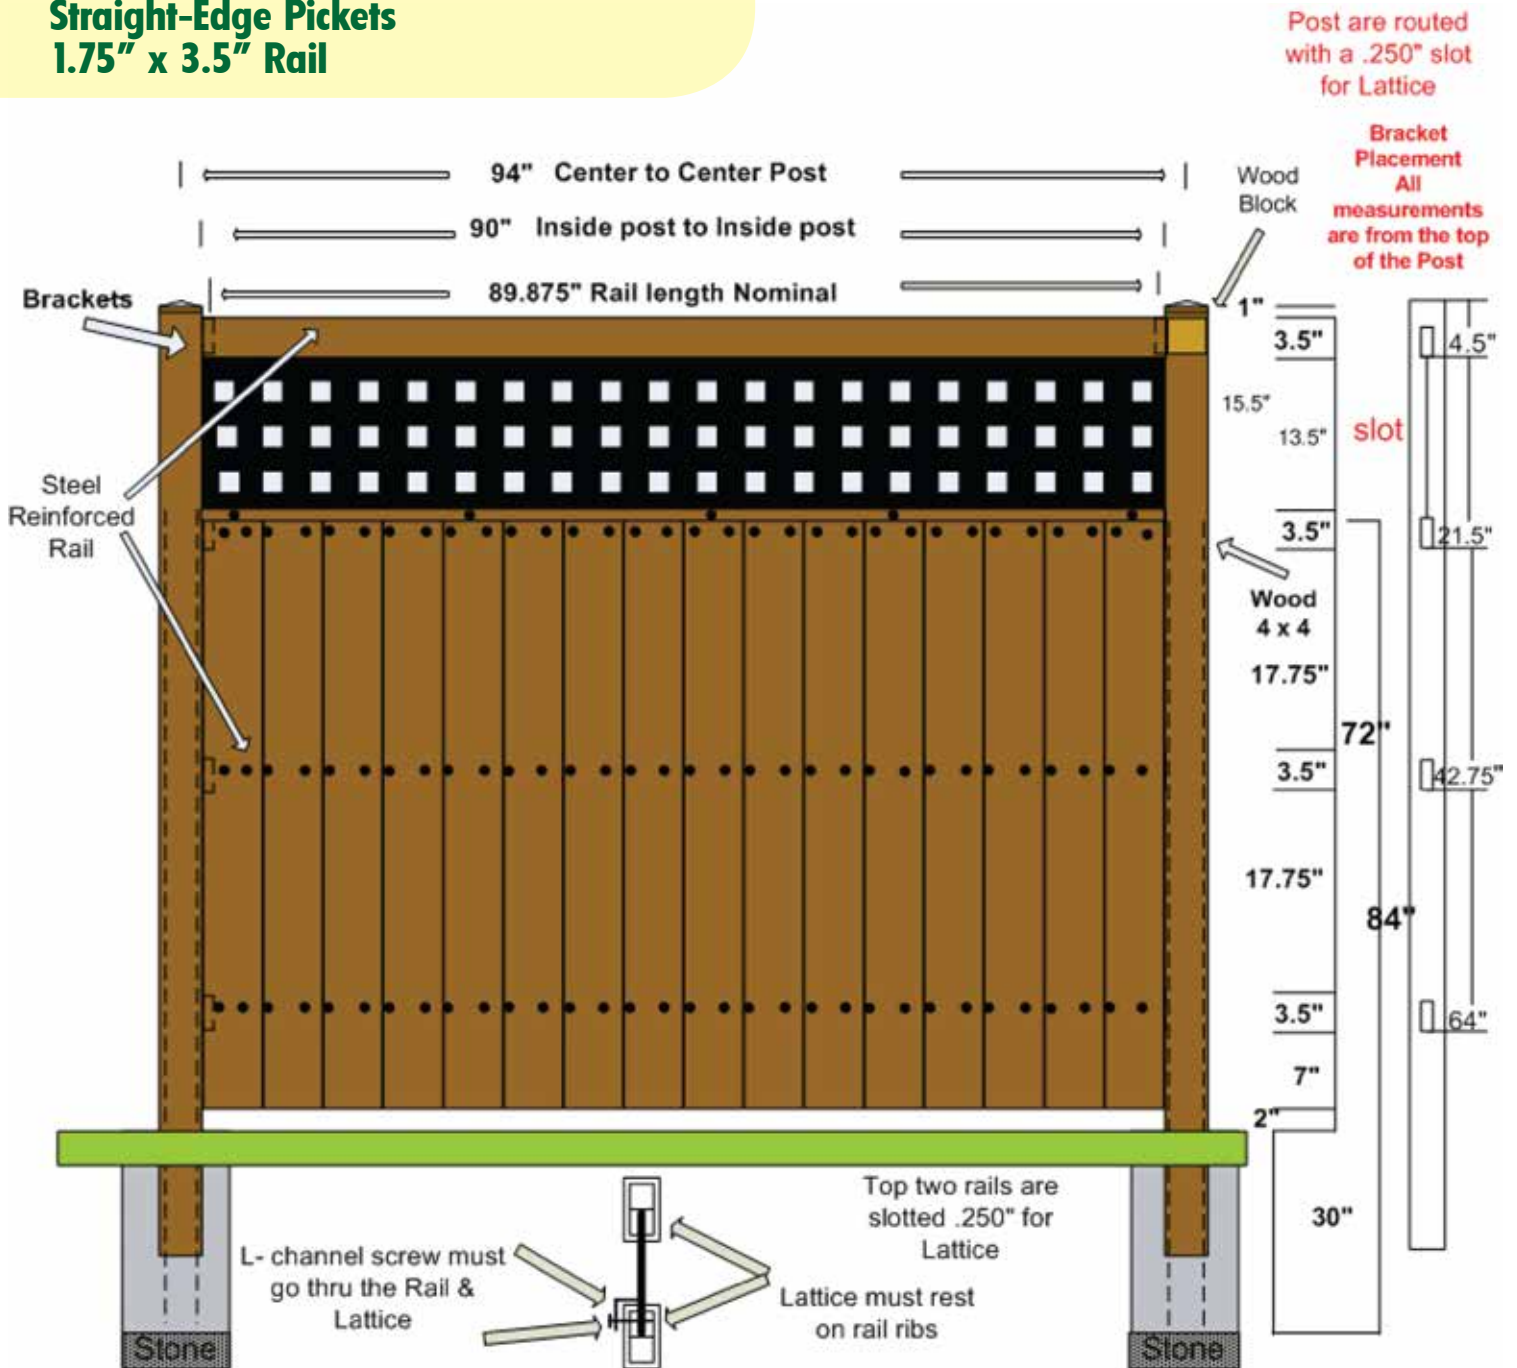 Straight-Edge Pickets
1.75" x 3.5" Rail
Post are routed
with a .250" slot
for Lattice
Bracket
Placement
All
measurements
are from the top
of the Post
94" Center to Center Post
90" Inside post to Inside post
89.875" Rail length Nominal
Wood
Block
Brackets
1"
3.5"
4.5"
15.5"
13.5"
slot
Steel
Reinforced
Rail
3.5"
21.5"
Wood
4 x 4
17.75"
72"
3.5"
42.75"
17.75"
84"
3.5"
64"
7"
2"
30"
Top two rails are
slotted .250" for
Lattice
L- channel screw must
go thru the Rail &
Lattice
Lattice must rest
on rail ribs
Stone
Stone